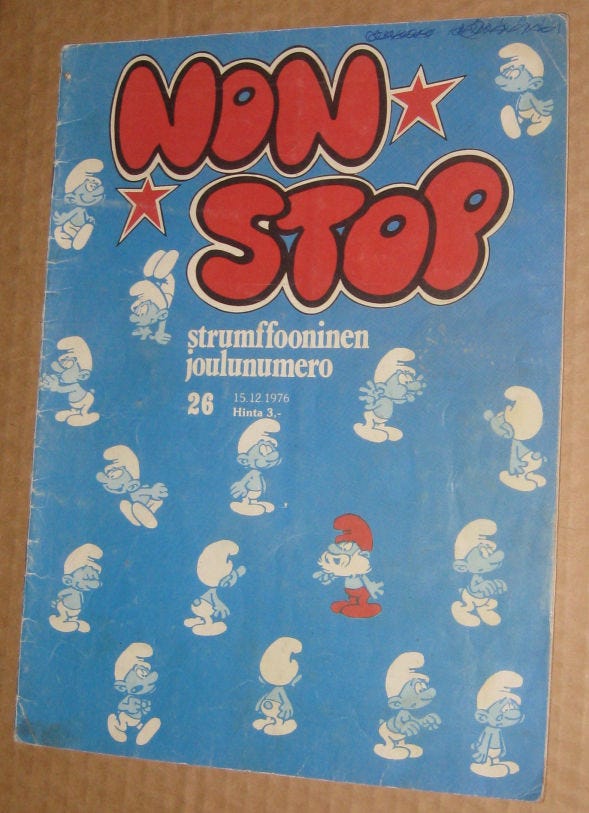 NON
STOP
strumffooninen
joulunumero
26 15.12.1976
Hinta 3,-